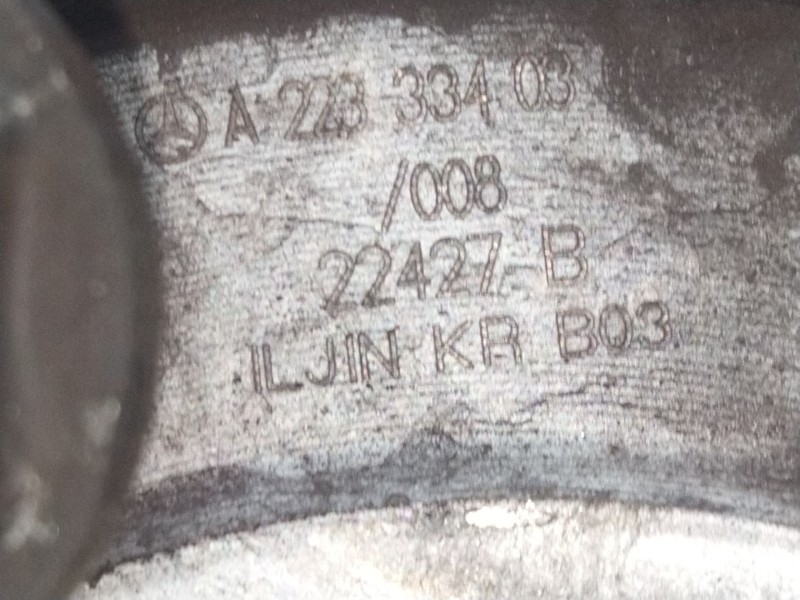 A 223 334 03
/008
22427-B
ILJIN KR B03